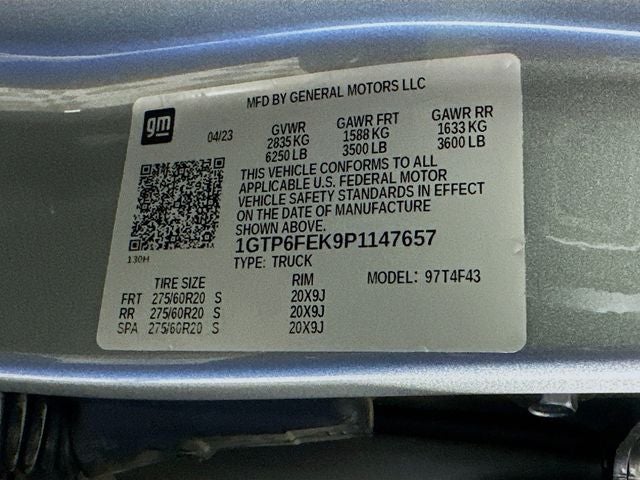 MFD BY GENERAL MOTORS LLC
gm
04/23 GVWR GAWR FRT GAWR RR
2835 KG 1588 KG 1633 KG
6250 LB 3500 LB 3600 LB
THIS VEHICLE CONFORMS TO ALL
APPLICABLE U.S. FEDERAL MOTOR
VEHICLE SAFETY STANDARDS IN EFFECT
ON THE DATE OF MANUFACTURE
SHOWN ABOVE.
130H
1GTP6FEK9P1147657
TYPE: TRUCK
TIRE SIZE RIM MODEL: 97T4F43
FRT 275/60R20 S 20X9J
RR 275/60R20 S 20X9J
SPA 275/60R20 S 20X9J